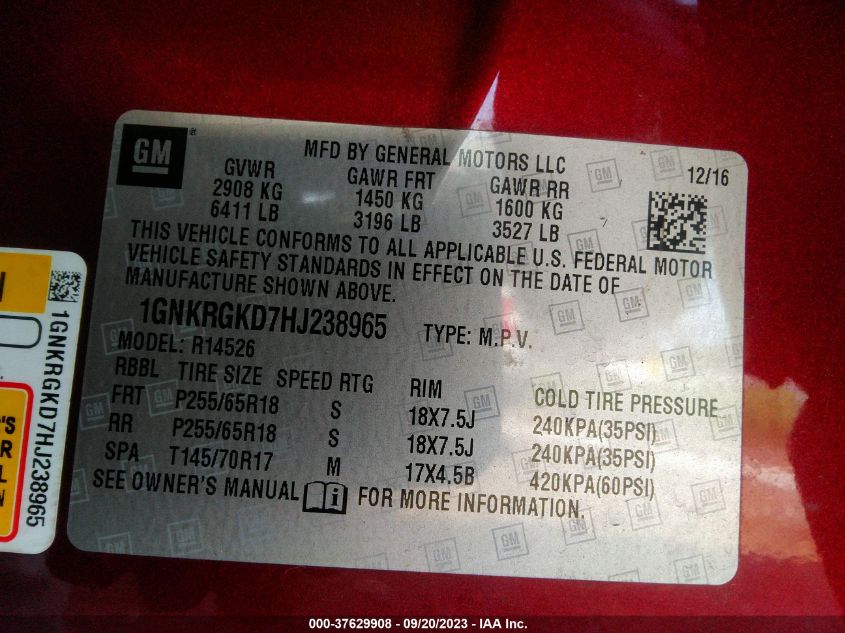 GM
MFD BY GENERAL MOTORS LLC
12/16
GVWR GAWR FRT GAWR RR
2908 KG 1450 KG 1600 KG
6411 LB 3196 LB 3527 LB
THIS VEHICLE CONFORMS TO ALL APPLICABLE U.S. FEDERAL MOTOR
VEHICLE SAFETY STANDARDS IN EFFECT ON THE DATE OF
MANUFACTURE SHOWN ABOVE.
1GNKRGKD7HJ238965 TYPE: M.P.V.
MODEL: R14526
RBBL TIRE SIZE SPEED RTG RIM COLD TIRE PRESSURE
FRT P255/65R18 S 18X7.5J 240KPA(35PSI)
RR P255/65R18 S 18X7.5J 240KPA(35PSI)
SPA T145/70R17 M 17X4.5B 420KPA(60PSI)
SEE OWNER'S MANUAL FOR MORE INFORMATION.
1GNKRGKD7HJ238965
000-37629908 - 09/20/2023 - IAA Inc.